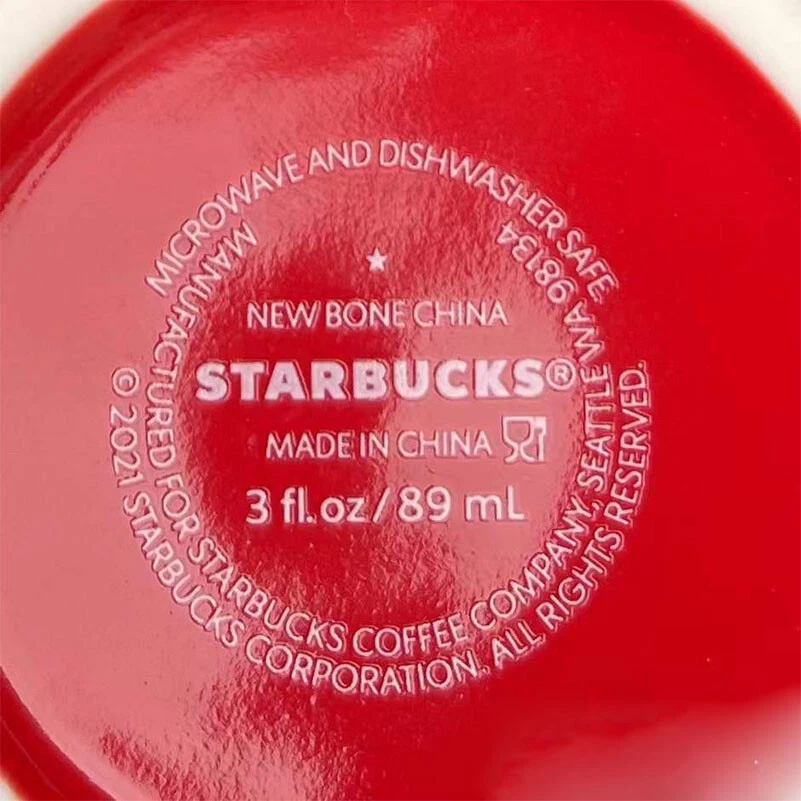 MICROWAVE AND DISHWASHER SAFE.
MANUFACTURED FOR STARBUCKS COFFEE COMPANY, SEATTLE WA 98134
© 2021 STARBUCKS CORPORATION. ALL RIGHTS RESERVED.
NEW BONE CHINA
STARBUCKS®
MADE IN CHINA
3 fl.oz/89 mL